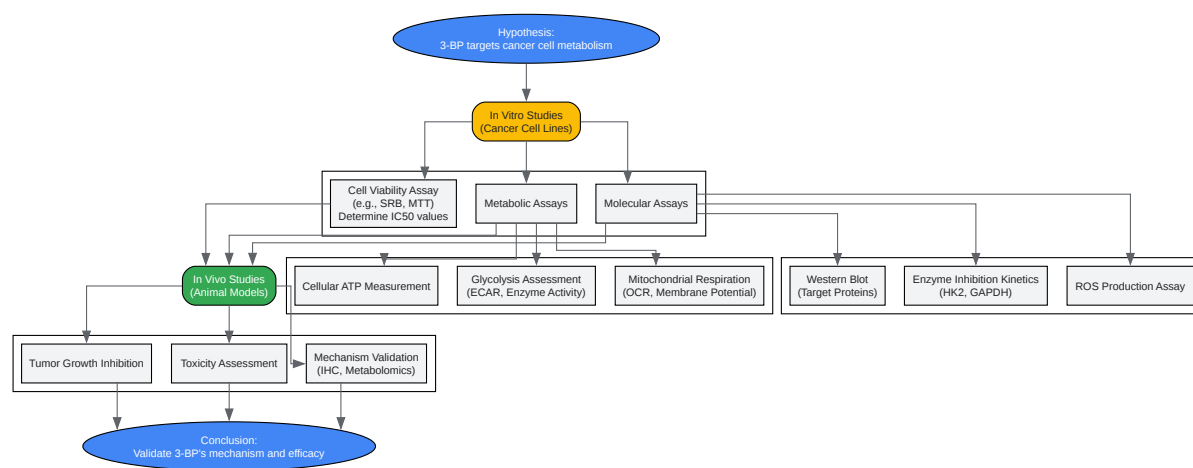 Hypothesis:
3-BP targets cancer cell metabolism
In Vitro Studies
(Cancer Cell Lines)
Cell Viability Assay
(e.g., SRB, MTT)
Determine IC50 values
Metabolic Assays
Molecular Assays
In Vivo Studies
(Animal Models)
Cellular ATP Measurement
Glycolysis Assessment
(ECAR, Enzyme Activity)
Mitochondrial Respiration
(OCR, Membrane Potential)
Western Blot
(Target Proteins)
Enzyme Inhibition Kinetics
(HK2, GAPDH)
ROS Production Assay
Tumor Growth Inhibition
Toxicity Assessment
Mechanism Validation
(IHC, Metabolomics)
Conclusion:
Validate 3-BP's mechanism and efficacy